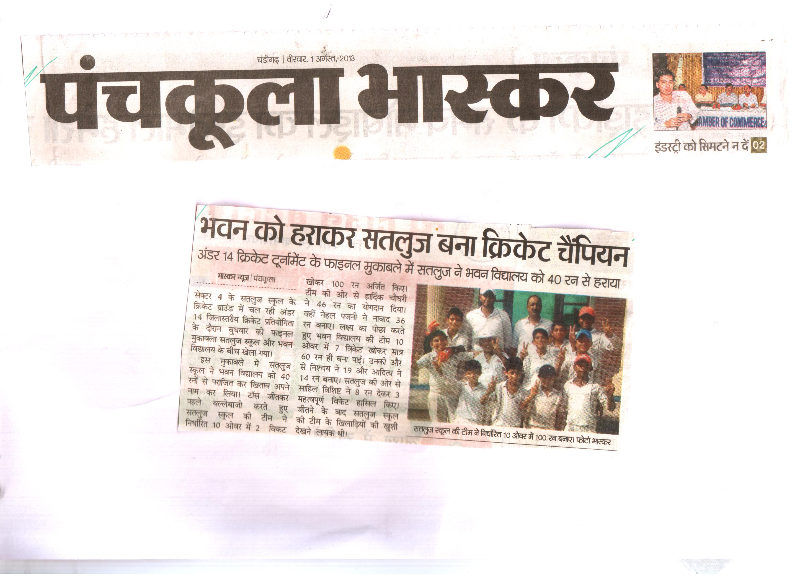 चंडीगढ़ | वीरवार, 1 अगस्त, 2013
पंचकूला भास्कर
AMBER OF COMMERCE
इंडस्ट्री को सिमटने न दें 02
भवन को हराकर सतलुज बना क्रिकेट चैंपियन
अंडर 14 क्रिकेट टूर्नामेंट के फाइनल मुकाबले में सतलुज ने भवन विद्यालय को 40 रन से हराया
भास्कर न्यूज | पंचकूला
सेक्टर 4 के सतलुज स्कूल के
क्रिकेट ग्राउंड में चल रही अंडर
14 जिलास्तरीय क्रिकेट प्रतियोगिता
के दौरान बुधवार को फाइनल
मुकाबला सतलुज स्कूल और भवन
विद्यालय के बीच खेला गया।
इस मुकाबले में सतलुज
स्कूल ने भवन विद्यालय को 40
रनों से पराजित कर खिताब अपने
नाम कर लिया। टॉस जीतकर
पहले बल्लेबाजी करते हुए
सतलुज स्कूल की टीम ने
निर्धारित 10 ओवर में 2 विकेट
खोकर 100 रन अर्जित किए।
टीम की ओर से हार्दिक चौधरी
ने 46 रन का योगदान दिया।
वहीं नेहल पजनी ने नाबाद 36
रन बनाए। लक्ष्य का पीछा करते
हुए भवन विद्यालय की टीम 10
ओवर में 7 विकेट खोकर मात्र
60 रन ही बना पाई। उनकी ओर
से निश्चय ने 19 और आदित्य ने
14 रन बनाए। सतलुज की ओर से
साहिल विशिष्ट ने 8 रन देकर 3
महत्वपूर्ण विकेट हासिल किए।
जीतने के बाद सतलुज स्कूल
की टीम के खिलाड़ियों की खुशी
देखने लायक थी।
सतलुज स्कूल की टीम ने निर्धारित 10 ओवर में 100 रन बनाए। फोटो भास्कर